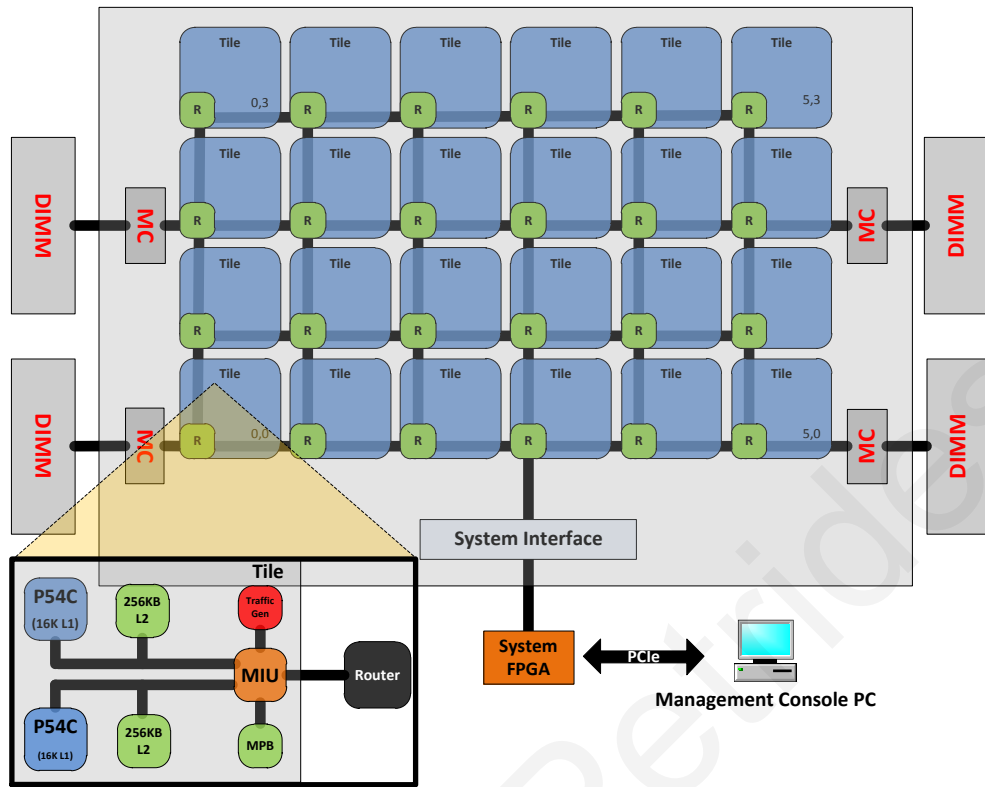 Tile Tile Tile Tile Tile Tile
0,3 5,3
R R R R R R
Tile Tile Tile Tile Tile Tile
DIMM MC R R R R R R MC DIMM
Tile Tile Tile Tile Tile Tile
R R R R R R
Tile Tile Tile Tile Tile Tile
0,0 5,0
DIMM MC R R R R R R MC DIMM
System Interface
Tile
P54C
(16K L1)
256KB
L2
Traffic
Gen
MIU
Router
P54C
(16K L1)
256KB
L2
MPB
System
FPGA
PCIe
Management Console PC
Petrides